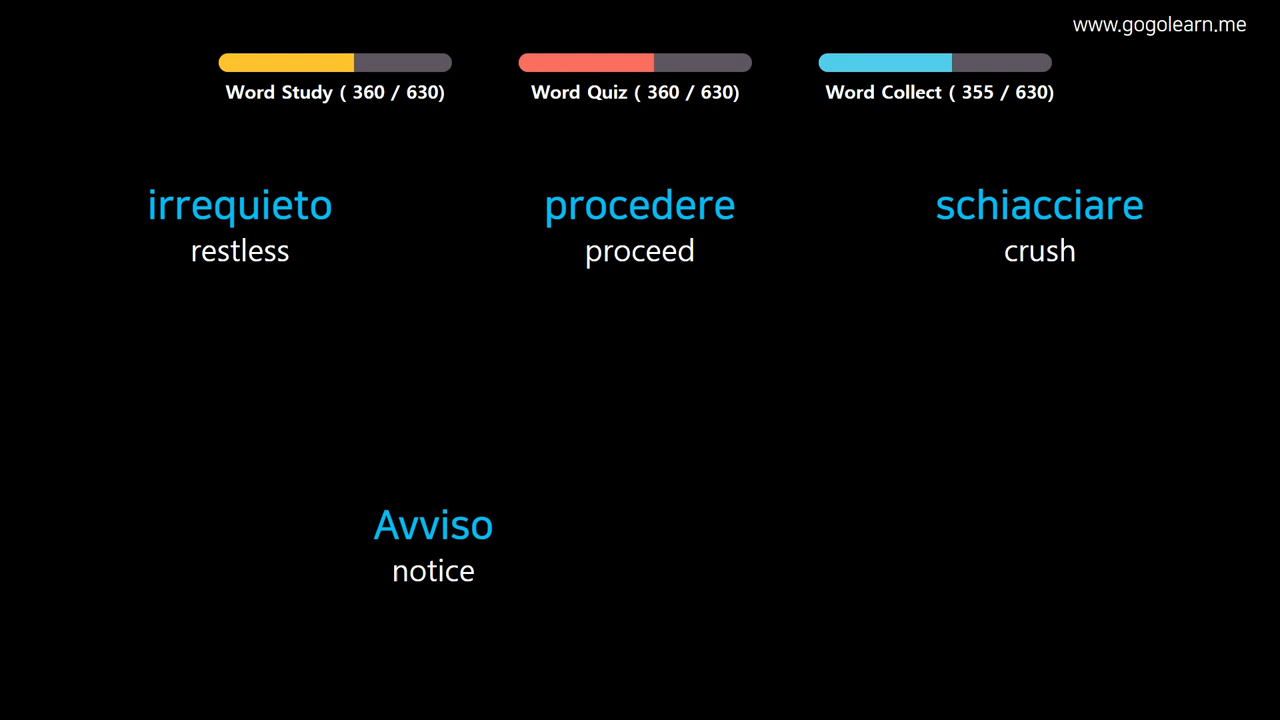 www.gogolearn.me
Word Study ( 360 / 630)
Word Quiz ( 360 / 630)
Word Collect ( 355 / 630)
irrequieto
restless
procedere
proceed
schiacciare
crush
Avviso
notice